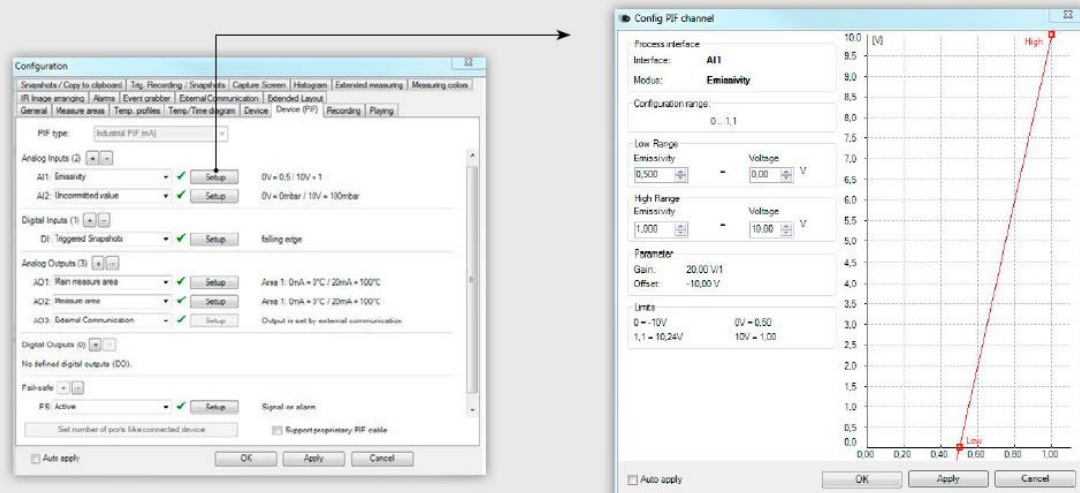 Configuration
Snapshots / Copy to clipboard Trig. Recording / Snapshots Capture Screen Histogram Extended measuring Measuring colors
IR Image arranging Alarms Event grabber External Communication Extended Layout
General Measure areas Temp. profiles Temp/Time diagram Device Device (PIF) Recording Playing
PIF type: Industrial PIF (mA)
Analog Inputs (2) + -
AI1: Emissivity Setup 0V = 0,5 / 10V = 1
AI2: Uncommitted value Setup 0V = 0mbar / 10V = 100mbar
Digital Inputs (1) + -
DI: Triggered Snapshots Setup falling edge
Analog Outputs (3) + -
AO1: Main measure area Setup Area 1: 0mA = 0°C / 20mA = 100°C
AO2: Measure area Setup Area 1: 0mA = 0°C / 20mA = 100°C
AO3: External Communication Setup Output is set by external communication
Digital Outputs (0) + -
No defined digital outputs (DO).
Fail-safe + -
FS: Active Setup Signal on alarm
Set number of ports like connected device Support proprietary PIF cable
Auto apply OK Apply Cancel
Config PIF channel
Process interface
Interface: AI1
Modus: Emissivity
Configuration range:
0 ... 1,1
Low Range
Emissivity Voltage
0,500 = 0,00 V
High Range
Emissivity Voltage
1,000 = 10,00 V
Parameter
Gain: 20,00 V/1
Offset: -10,00 V
Limits
0 = -10V 0V = 0,50
1,1 = 10,24V 10V = 1,00
10,0 [V] High
9,5
9,0
8,5
8,0
7,5
7,0
6,5
6,0
5,5
5,0
4,5
4,0
3,5
3,0
2,5
2,0
1,5
1,0
0,5
0,0 Low
0,00 0,20 0,40 0,60 0,80 1,00
Auto apply OK Apply Cancel